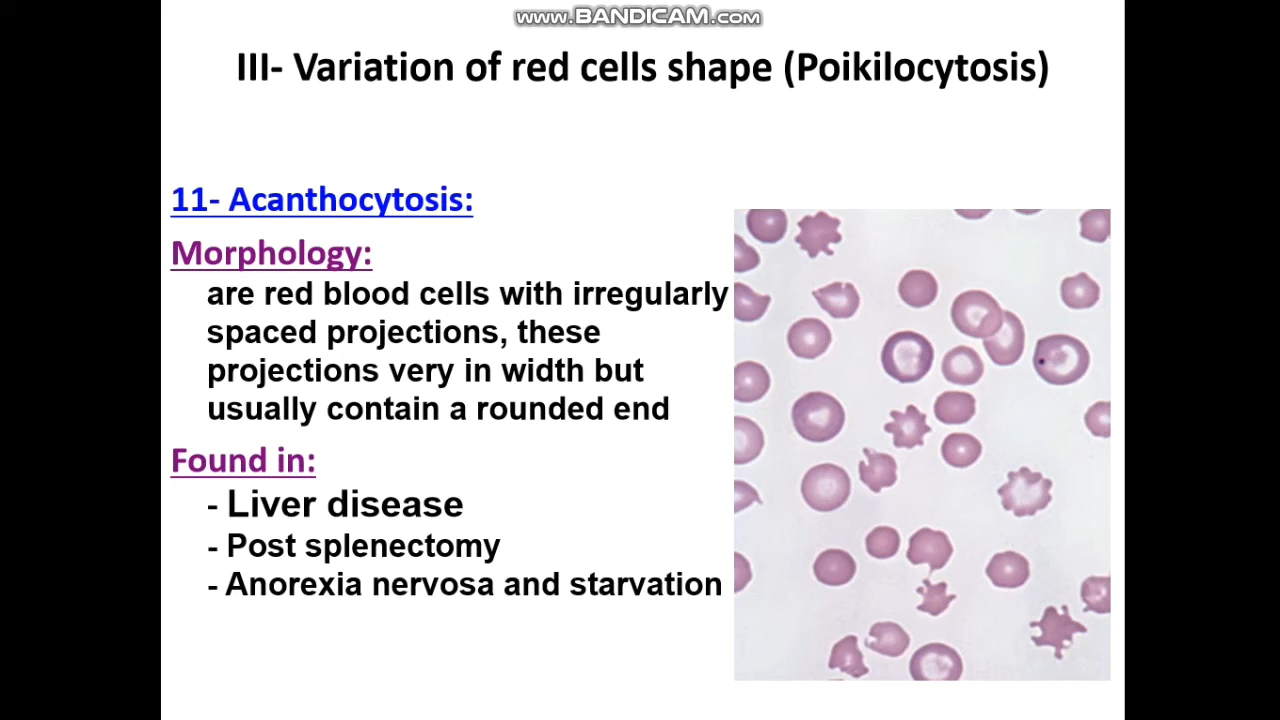 www.BANDICAM.com
III- Variation of red cells shape (Poikilocytosis)
11- Acanthocytosis:
Morphology:
are red blood cells with irregularly
spaced projections, these
projections very in width but
usually contain a rounded end
Found in:
- Liver disease
- Post splenectomy
- Anorexia nervosa and starvation